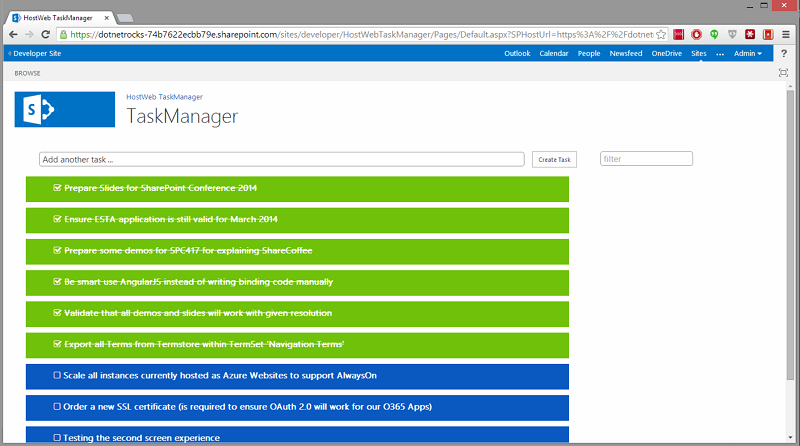 HostWeb TaskManager
https://dotnetrocks-74b7622ecbb79e.sharepoint.com/sites/developer/HostWebTaskManager/Pages/Default.aspx?SPHostUrl=https%3A%2F%2Fdotnet
Developer Site Outlook Calendar People Newsfeed OneDrive Sites ... Admin ?
BROWSE
S
HostWeb TaskManager
TaskManager
Add another task ... Create Task filter
Prepare Slides for SharePoint Conference 2014
Ensure ESTA application is still valid for March 2014
Prepare some demos for SPC417 for explaining ShareCoffee
Be smart use AngularJS instead of writing binding code manually
Validate that all demos and slides will work with given resolution
Export all Terms from Termstore within TermSet 'Navigation Terms'
Scale all instances currently hosted as Azure Websites to support AlwaysOn
Order a new SSL certificate (is required to ensure OAuth 2.0 will work for our O365 Apps)
Testing the second screen experience